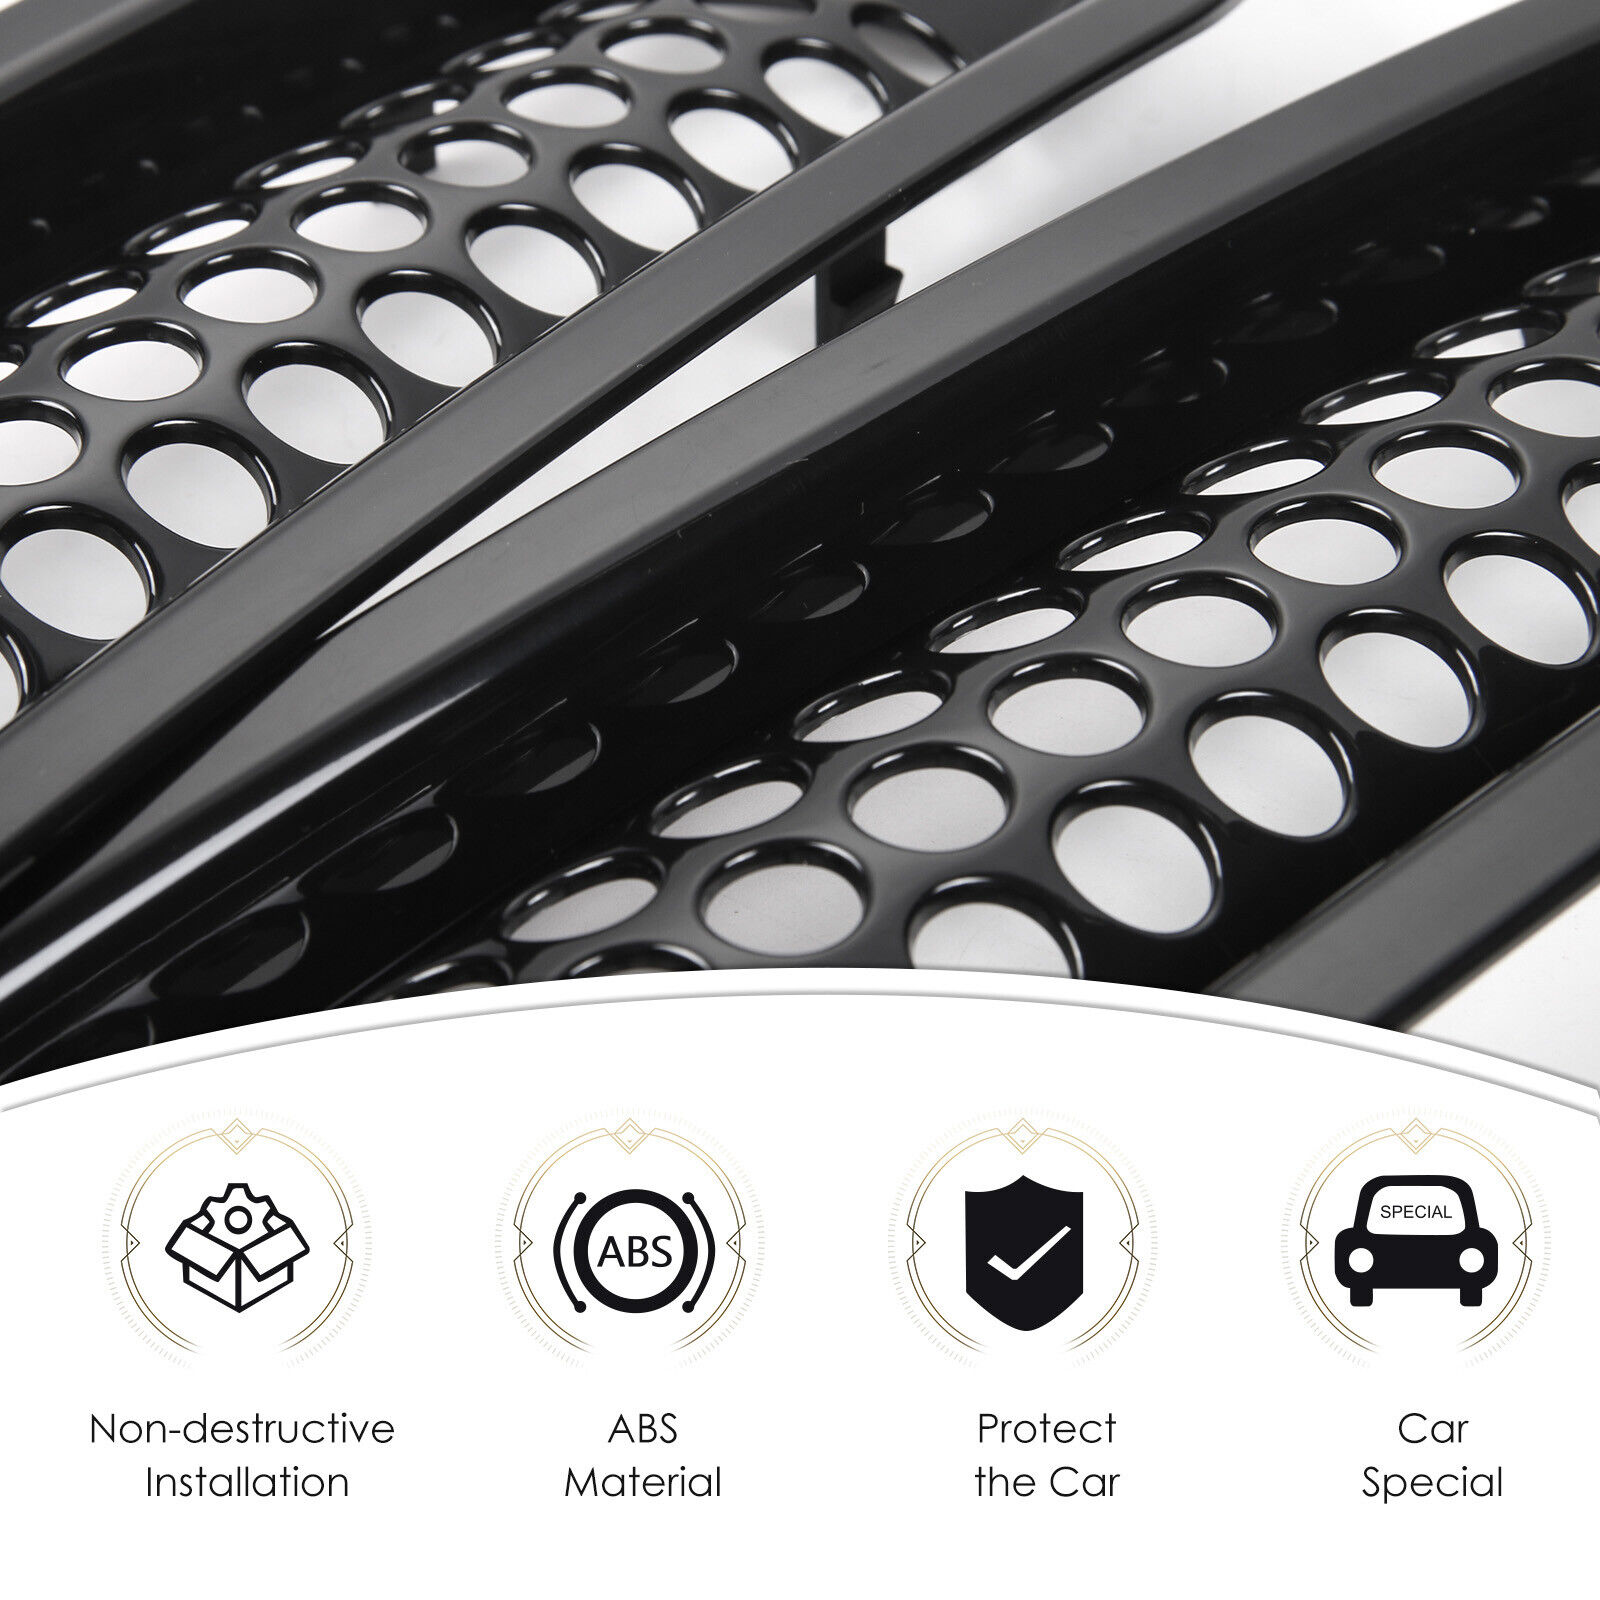 ABS
SPECIAL
Non-destructive
Installation
ABS
Material
Protect
the Car
Car
Special